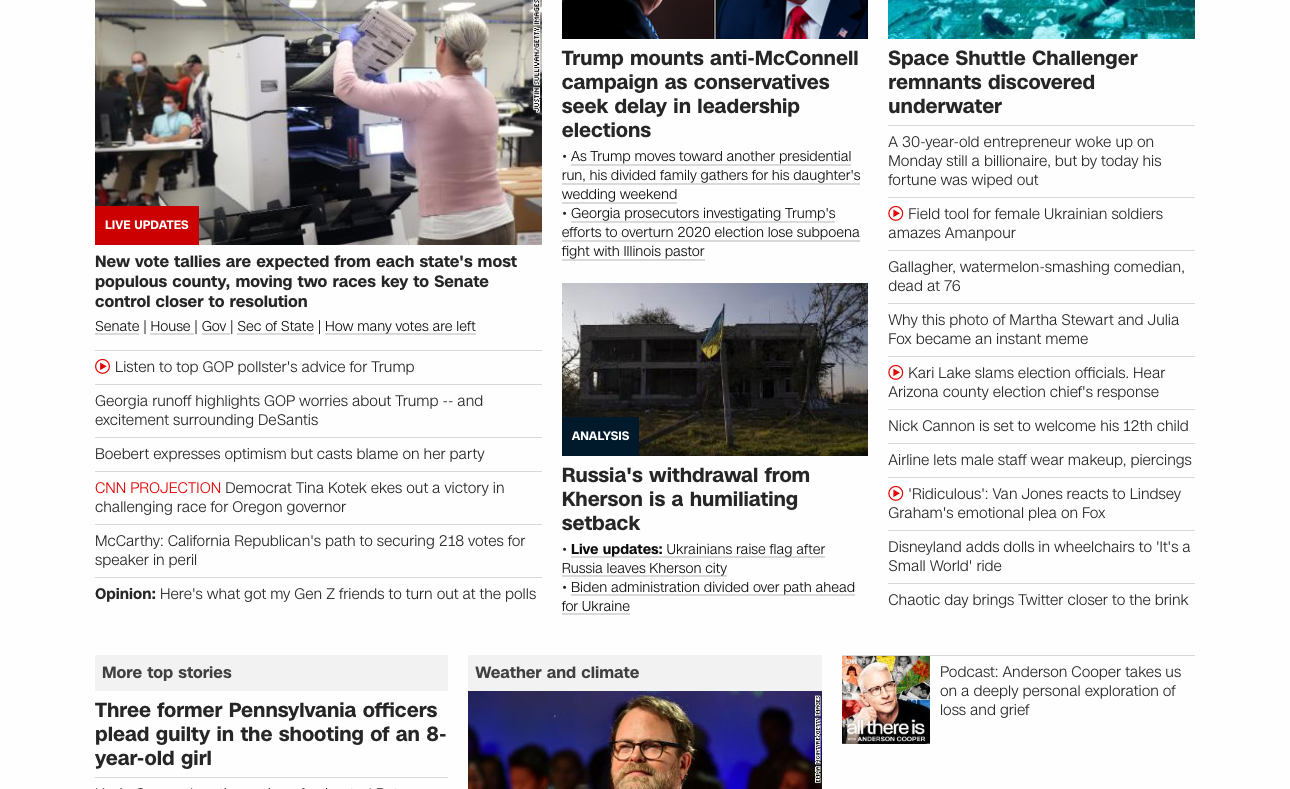 JUSTIN SULLIVAN/GETTY IMAGES
LIVE UPDATES
New vote tallies are expected from each state's most
populous county, moving two races key to Senate
control closer to resolution
Senate | House | Gov | Sec of State | How many votes are left
Listen to top GOP pollster's advice for Trump
Georgia runoff highlights GOP worries about Trump -- and
excitement surrounding DeSantis
Boebert expresses optimism but casts blame on her party
CNN PROJECTION Democrat Tina Kotek ekes out a victory in
challenging race for Oregon governor
McCarthy: California Republican's path to securing 218 votes for
speaker in peril
Opinion: Here's what got my Gen Z friends to turn out at the polls
Trump mounts anti-McConnell
campaign as conservatives
seek delay in leadership
elections
• As Trump moves toward another presidential
run, his divided family gathers for his daughter's
wedding weekend
• Georgia prosecutors investigating Trump's
efforts to overturn 2020 election lose subpoena
fight with Illinois pastor
ANALYSIS
Russia's withdrawal from
Kherson is a humiliating
setback
• Live updates: Ukrainians raise flag after
Russia leaves Kherson city
• Biden administration divided over path ahead
for Ukraine
Space Shuttle Challenger
remnants discovered
underwater
A 30-year-old entrepreneur woke up on
Monday still a billionaire, but by today his
fortune was wiped out
Field tool for female Ukrainian soldiers
amazes Amanpour
Gallagher, watermelon-smashing comedian,
dead at 76
Why this photo of Martha Stewart and Julia
Fox became an instant meme
Kari Lake slams election officials. Hear
Arizona county election chief's response
Nick Cannon is set to welcome his 12th child
Airline lets male staff wear makeup, piercings
'Ridiculous': Van Jones reacts to Lindsey
Graham's emotional plea on Fox
Disneyland adds dolls in wheelchairs to 'It's a
Small World' ride
Chaotic day brings Twitter closer to the brink
More top stories
Three former Pennsylvania officers
plead guilty in the shooting of an 8-
year-old girl
Weather and climate
all there is
ANDERSON COOPER
Podcast: Anderson Cooper takes us
on a deeply personal exploration of
loss and grief